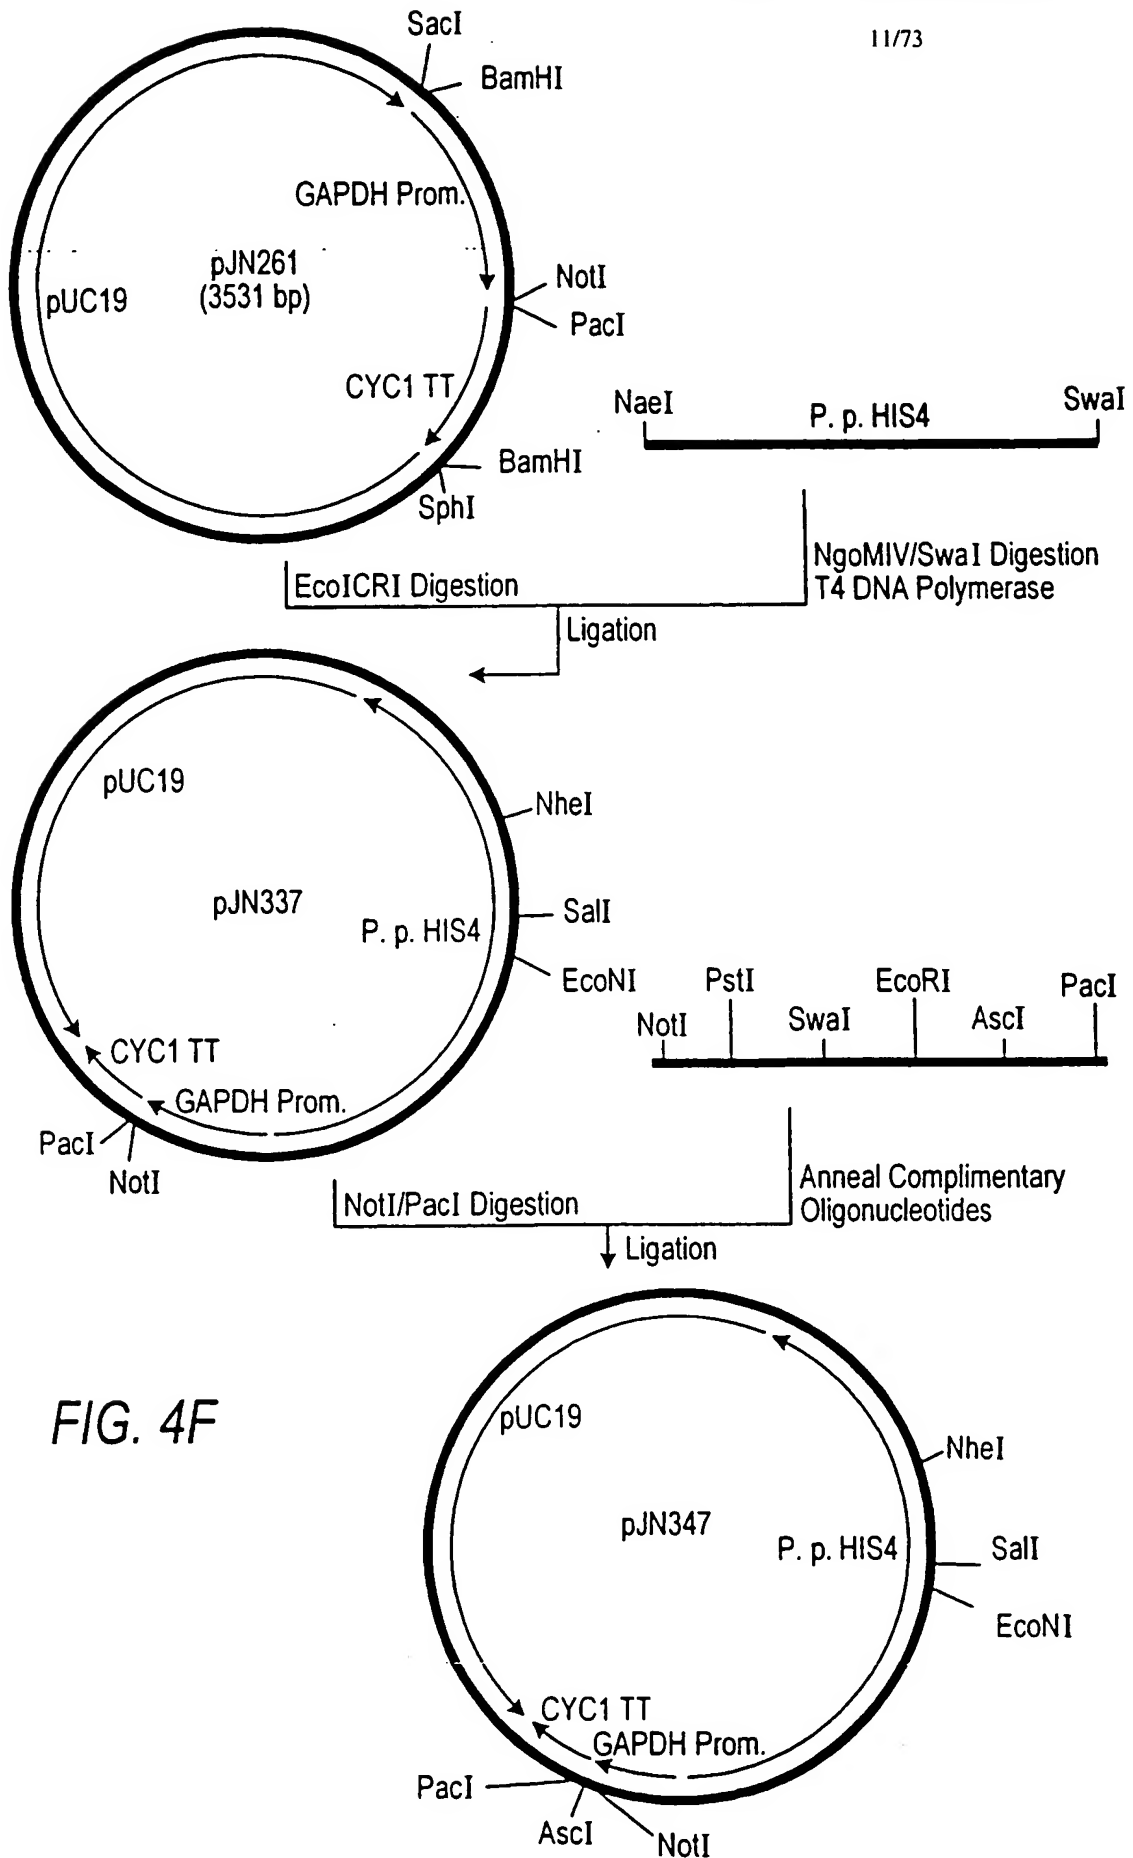 11/73
SacI
BamHI
GAPDH Prom.
pJN261
(3531 bp)
pUC19
NotI
PacI
CYC1 TT
BamHI
SphI
NaeI
P. p. HIS4
SwaI
EcoICRI Digestion
NgoMIV/SwaI Digestion
T4 DNA Polymerase
Ligation
pUC19
NheI
pJN337
SalI
P. p. HIS4
EcoNI
CYC1 TT
GAPDH Prom.
PacI
NotI
NotI
PstI
SwaI
EcoRI
AscI
PacI
NotI/PacI Digestion
Anneal Complimentary
Oligonucleotides
Ligation
FIG. 4F
pUC19
NheI
pJN347
P. p. HIS4
SalI
EcoNI
CYC1 TT
GAPDH Prom.
PacI
AscI
NotI